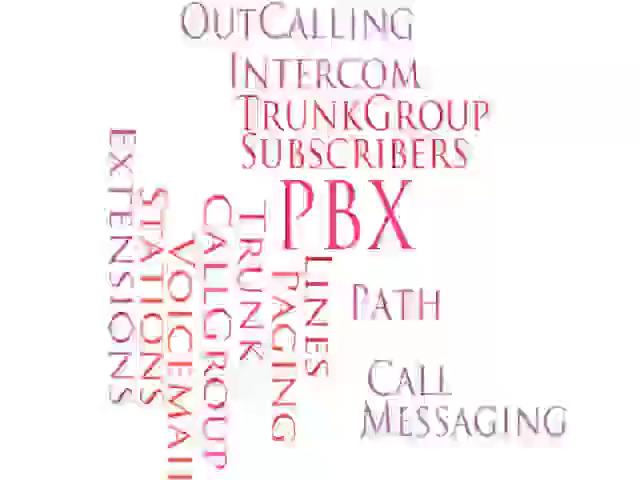 OutCalling
Intercom
TrunkGroup
Subscribers
PBX
Extensions
Stations
Voicemail
CallGroup
Trunk
Paging
Lines
Path
Call
Messaging